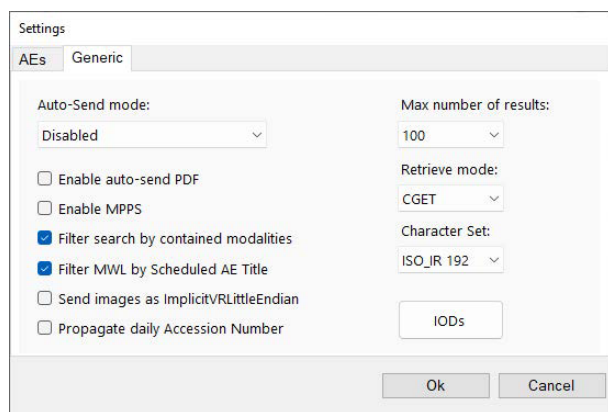 Settings
AEs
Generic
Auto-Send mode:
Disabled
Enable auto-send PDF
Enable MPPS
Filter search by contained modalities
Filter MWL by Scheduled AE Title
Send images as ImplicitVRLittleEndian
Propagate daily Accession Number
Max number of results:
100
Retrieve mode:
CGET
Character Set:
ISO_IR 192
IODs
Ok
Cancel